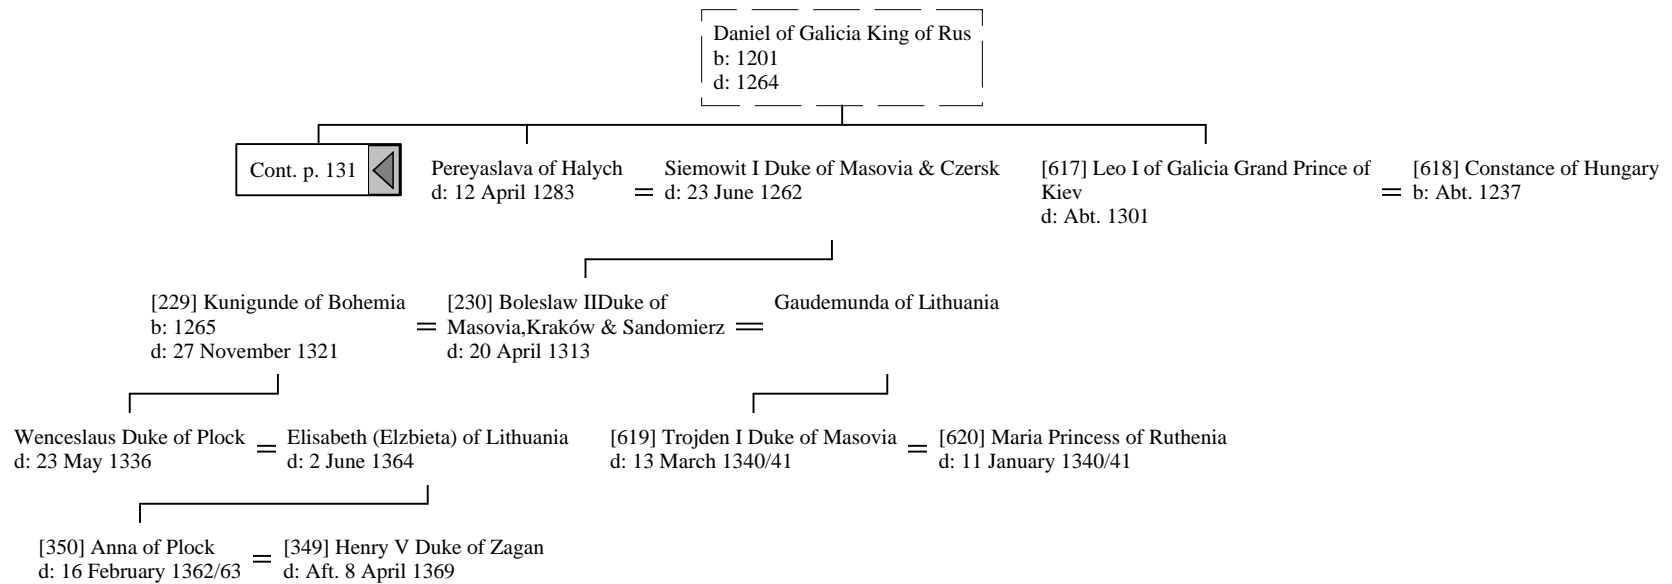 Daniel of Galicia King of Rus
b: 1201
d: 1264
Cont. p. 131
Pereyaslava of Halych
d: 12 April 1283
=
Siemowit I Duke of Masovia & Czersk
d: 23 June 1262
[617] Leo I of Galicia Grand Prince of
Kiev
d: Abt. 1301
=
[618] Constance of Hungary
b: Abt. 1237
[229] Kunigunde of Bohemia
b: 1265
d: 27 November 1321
=
[230] Boleslaw IIDuke of
Masovia,Kraków & Sandomierz
d: 20 April 1313
=
Gaudemunda of Lithuania
Wenceslaus Duke of Plock
d: 23 May 1336
=
Elisabeth (Elzbieta) of Lithuania
d: 2 June 1364
[619] Trojden I Duke of Masovia
d: 13 March 1340/41
=
[620] Maria Princess of Ruthenia
d: 11 January 1340/41
[350] Anna of Plock
d: 16 February 1362/63
=
[349] Henry V Duke of Zagan
d: Aft. 8 April 1369